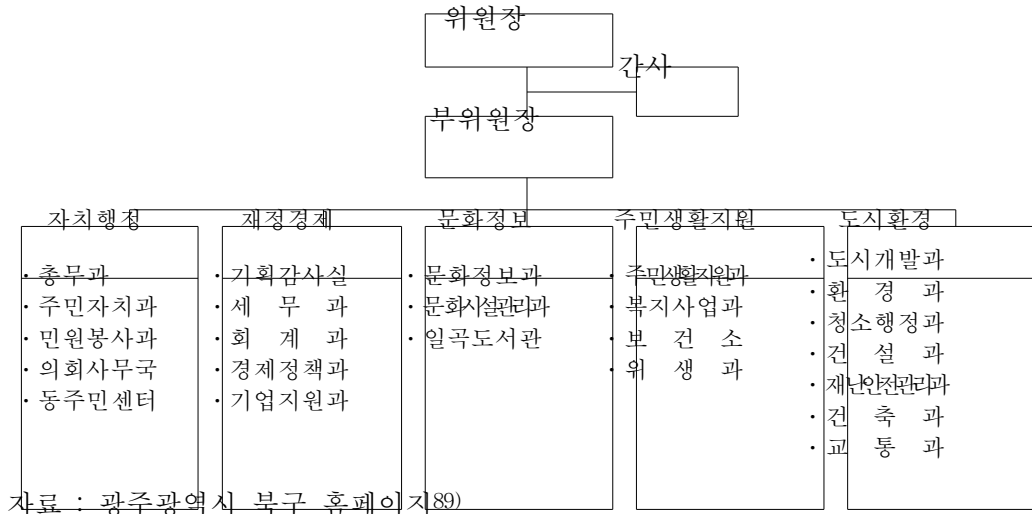 위원장
간사
부위원장
자치행정
· 총무과
· 주민자치과
· 민원봉사과
· 의회사무국
· 동주민센터
재정경제
· 기획감사실
· 세 무 과
· 회 계 과
· 경제정책과
· 기업지원과
문화정보
· 문화정보과
· 문화시설관리과
· 일곡도서관
주민생활지원
· 주민생활지원과
· 복지사업과
· 보 건 소
· 위 생 과
도시환경
· 도시개발과
· 환 경 과
· 청소행정과
· 건 설 과
· 재난안전관리과
· 건 축 과
· 교 통 과
자료 : 광주광역시 북구 홈페이지89)